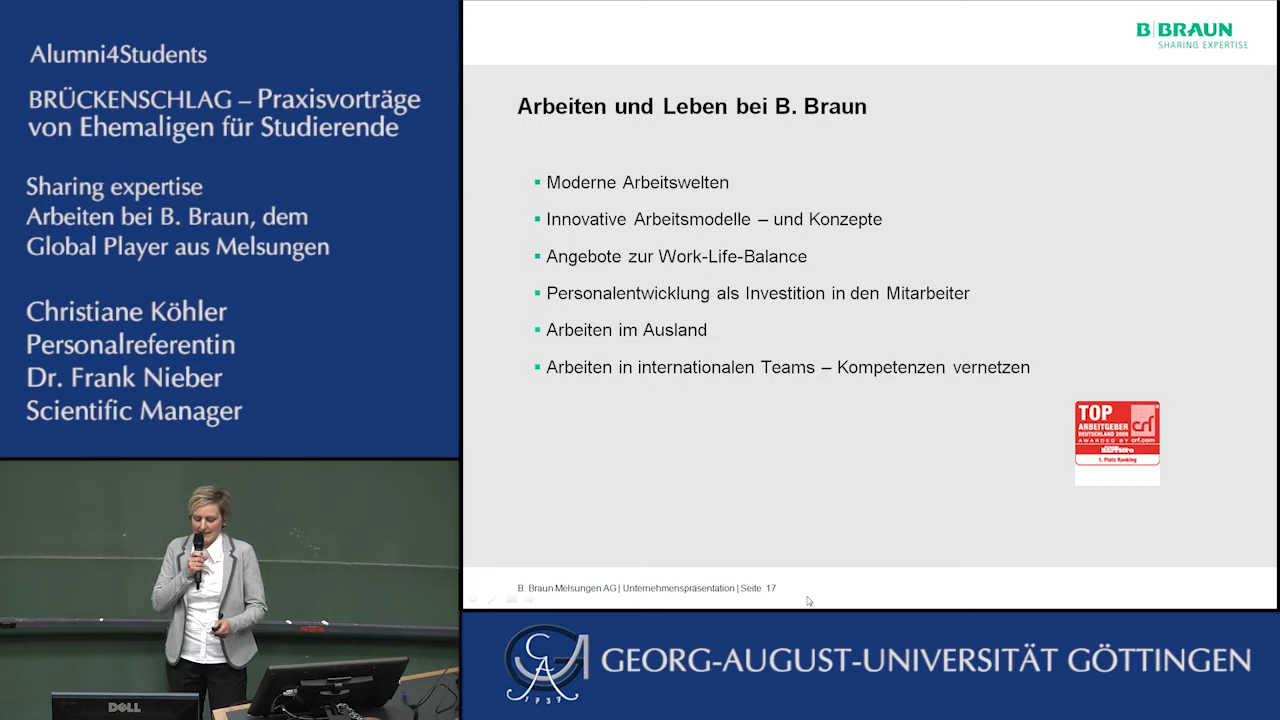 Alumni4Students
BRÜCKENSCHLAG – Praxisvorträge
von Ehemaligen für Studierende
Sharing expertise
Arbeiten bei B. Braun, dem
Global Player aus Melsungen
Christiane Köhler
Personalreferentin
Dr. Frank Nieber
Scientific Manager
B BRAUN
SHARING EXPERTISE
Arbeiten und Leben bei B. Braun
Moderne Arbeitswelten
Innovative Arbeitsmodelle – und Konzepte
Angebote zur Work-Life-Balance
Personalentwicklung als Investition in den Mitarbeiter
Arbeiten im Ausland
Arbeiten in internationalen Teams – Kompetenzen vernetzen
TOP
ARBEITGEBER
DEUTSCHLAND 2009
crf
AWARDED BY crf.com
1. Platz Ranking
B. Braun Melsungen AG | Unternehmenspräsentation | Seite 17
DELL
1737
GEORG-AUGUST-UNIVERSITÄT GÖTTINGEN